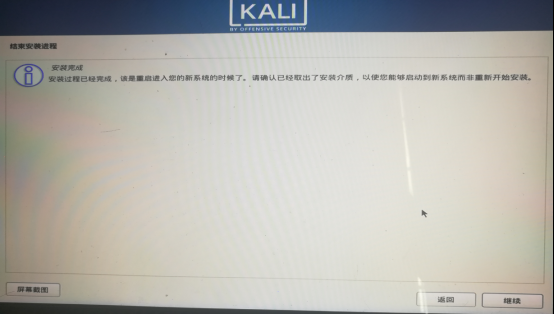 KALI
BY OFFENSIVE SECURITY
结束安装进程
安装完成
安装过程已经完成，该是重启进入您的新系统的时候了。请确认已经取出了安装介质，以便您能够启动到新系统而非重新开始安装。
屏幕截图
返回
继续